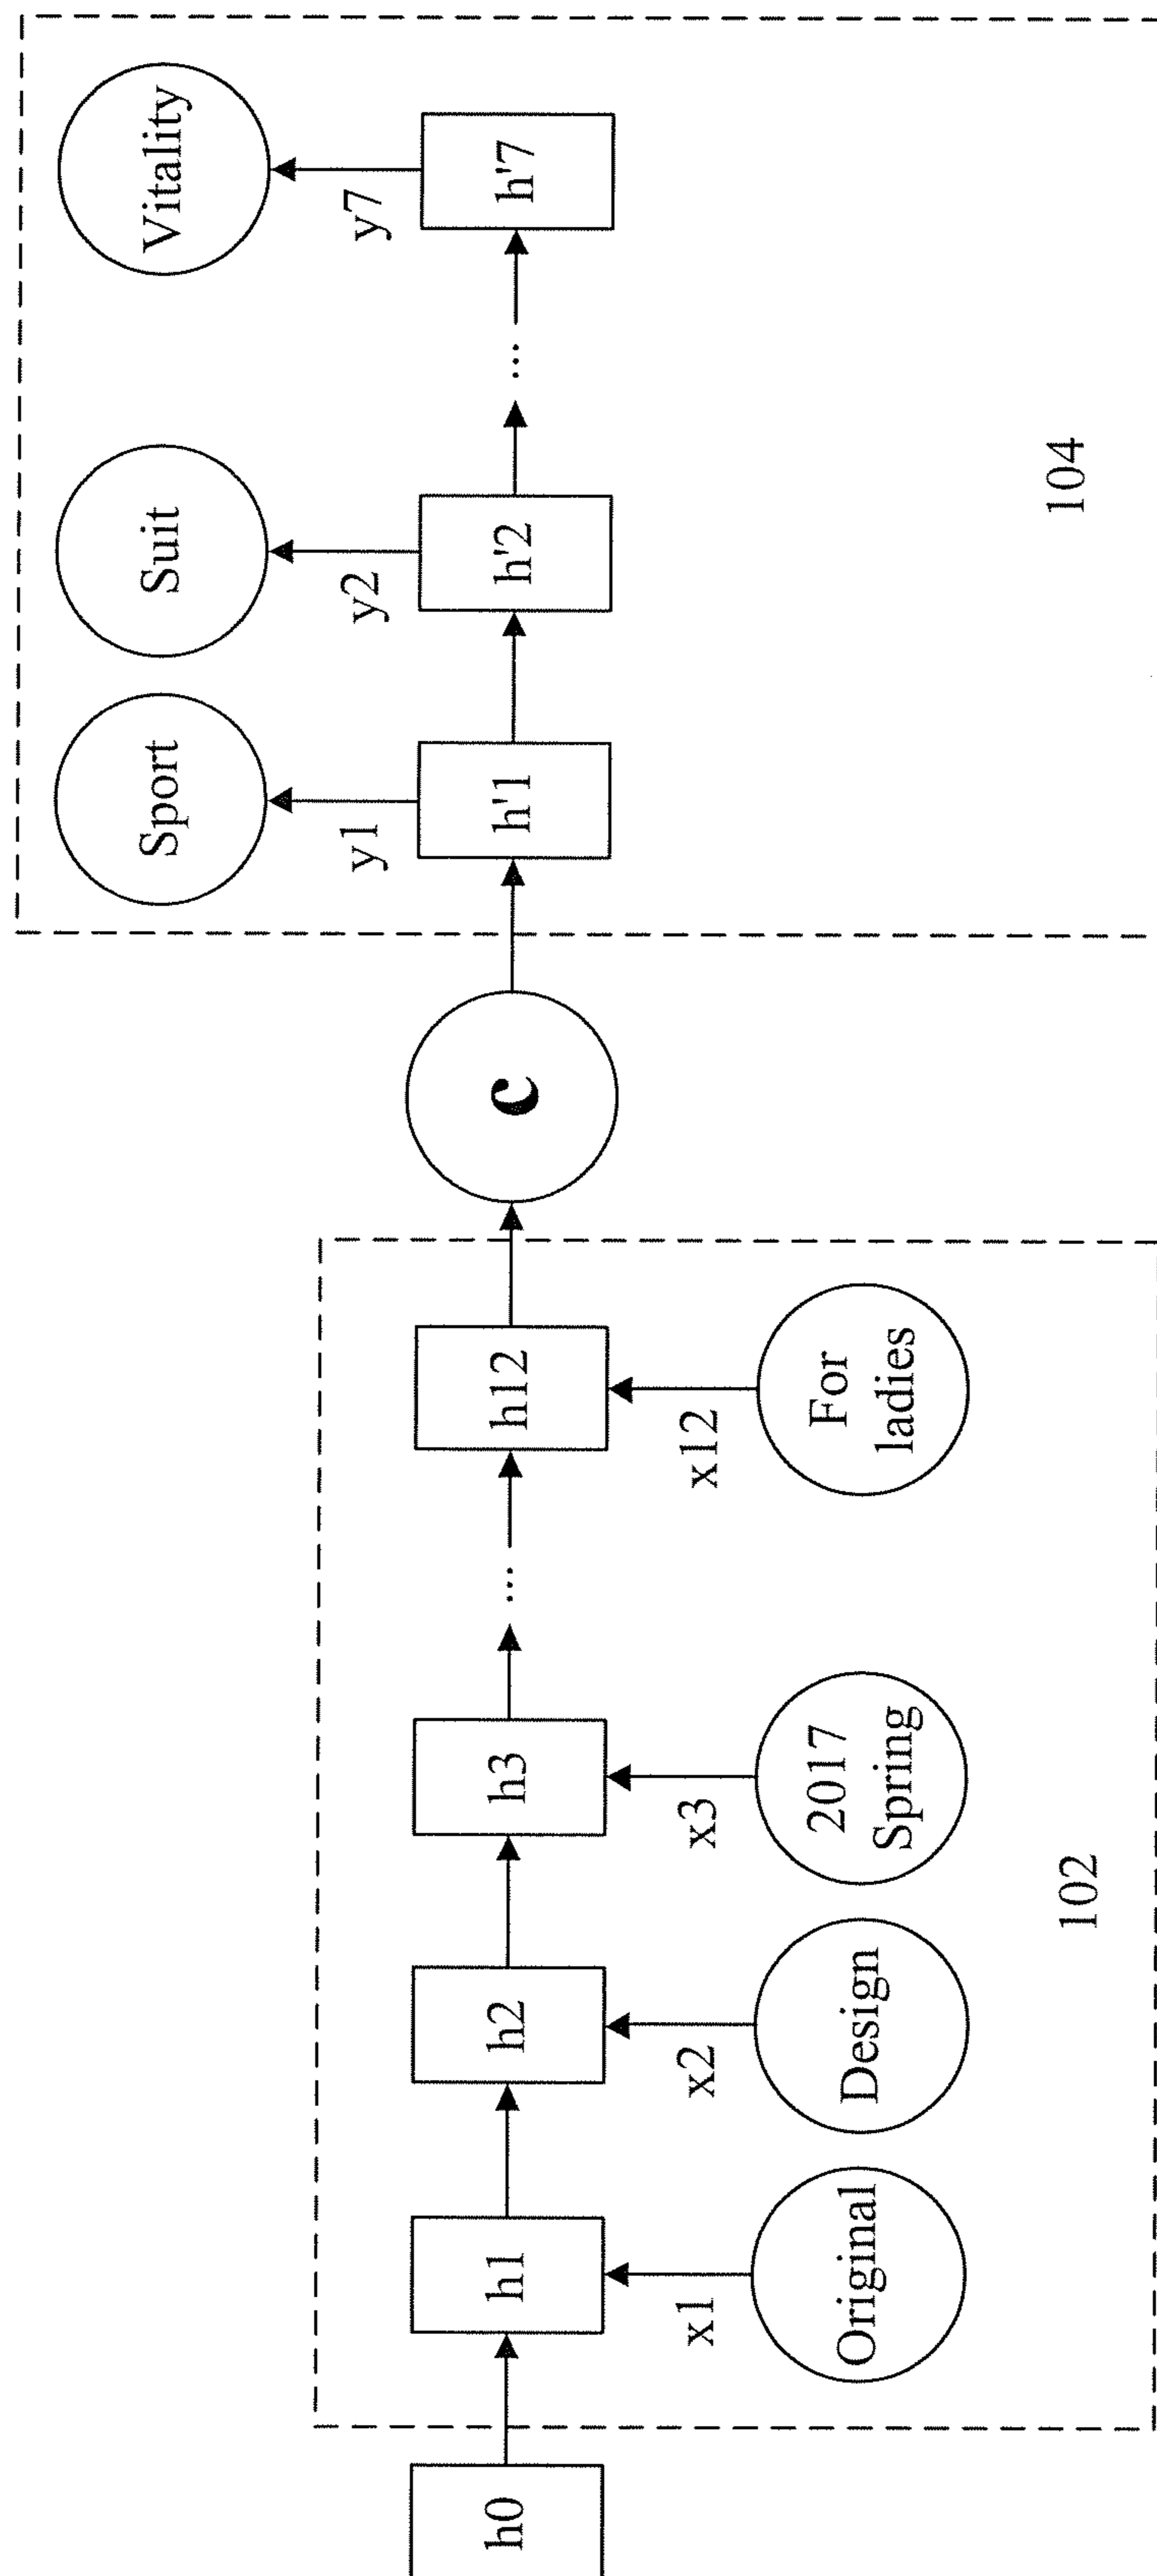 Sport
Suit
Vitality
y1
y2
y7
h0
h1
h2
h3
...
h12
c
h'1
h'2
...
h'7
x1
x2
x3
x12
Original
Design
2017
Spring
For
ladies
102
104